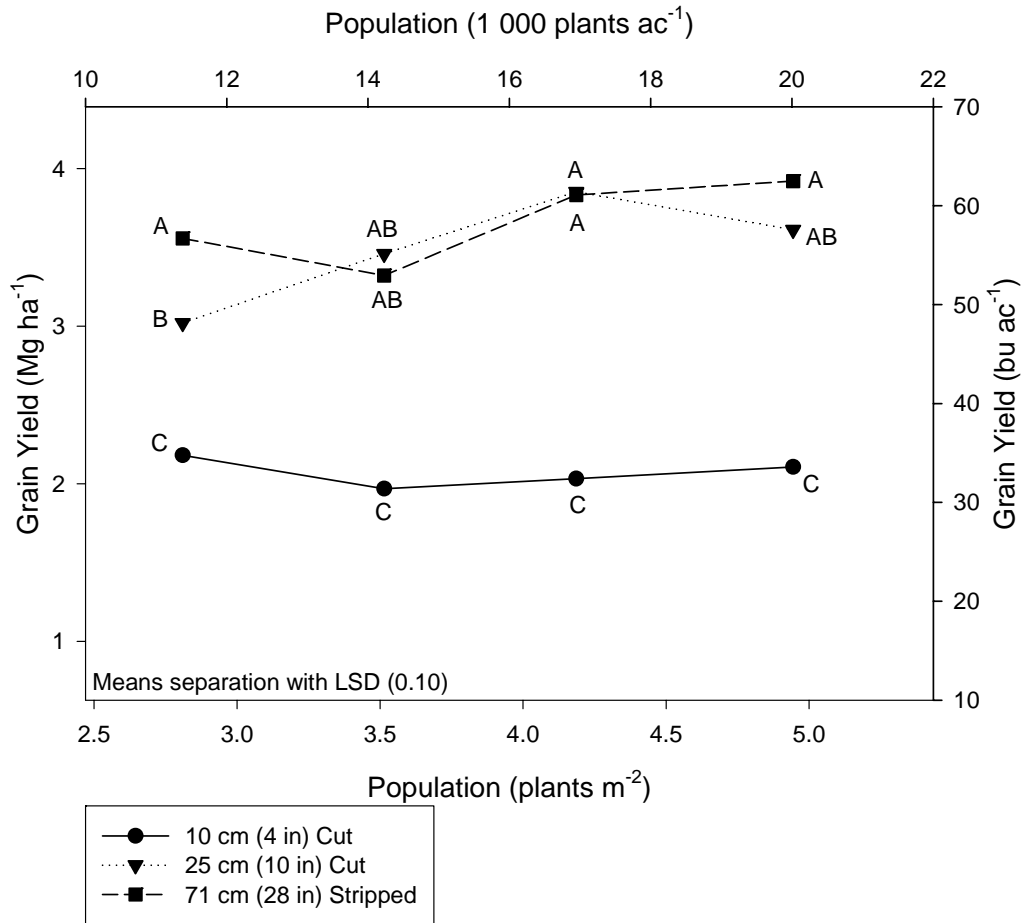 Population (1 000 plants ac⁻¹)
10 12 14 16 18 20 22
Grain Yield (Mg ha⁻¹)
4
3
2
1
70
60
50
40
30
20
10
Grain Yield (bu ac⁻¹)
A AB A A
B AB A AB
C C C C
Means separation with LSD (0.10)
2.5 3.0 3.5 4.0 4.5 5.0
Population (plants m⁻²)
10 cm (4 in) Cut
25 cm (10 in) Cut
71 cm (28 in) Stripped